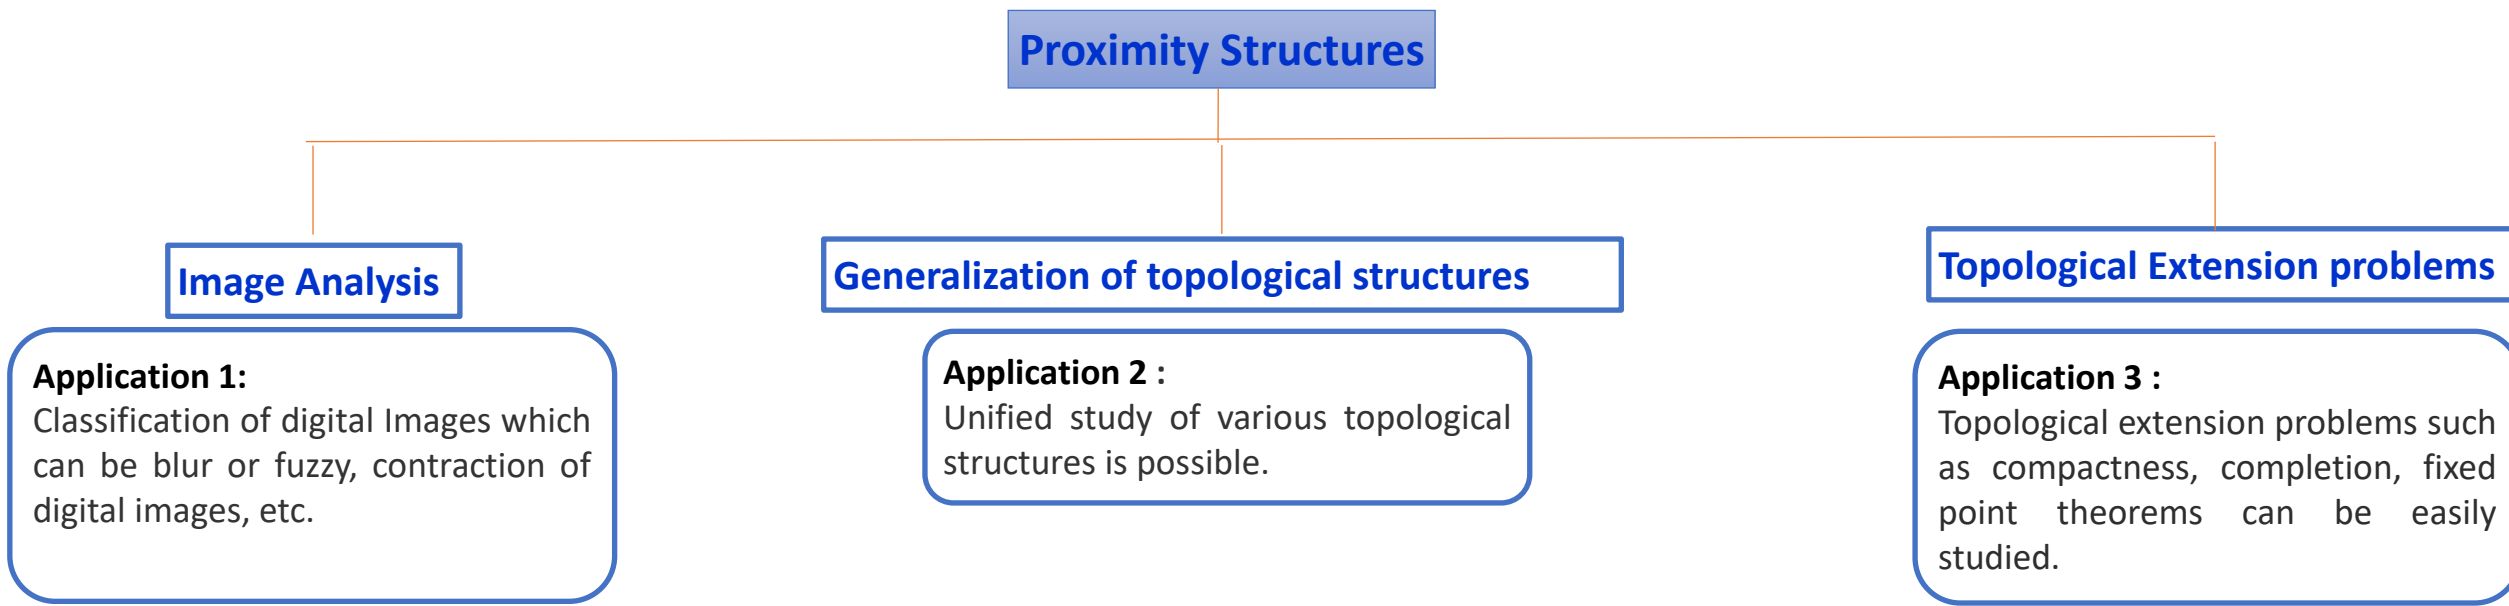 Proximity Structures
Image Analysis
Application 1:
Classification of digital Images which
can be blur or fuzzy, contraction of
digital images, etc.
Generalization of topological structures
Application 2 :
Unified study of various topological
structures is possible.
Topological Extension problems
Application 3 :
Topological extension problems such
as compactness, completion, fixed
point theorems can be easily
studied.